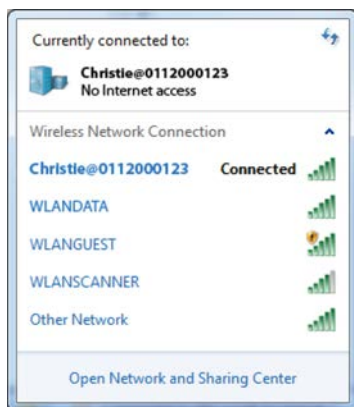 Currently connected to:
Christie@0112000123
No Internet access
Wireless Network Connection
Christie@0112000123 Connected
WLANDATA
WLANGUEST
WLANSCANNER
Other Network
Open Network and Sharing Center